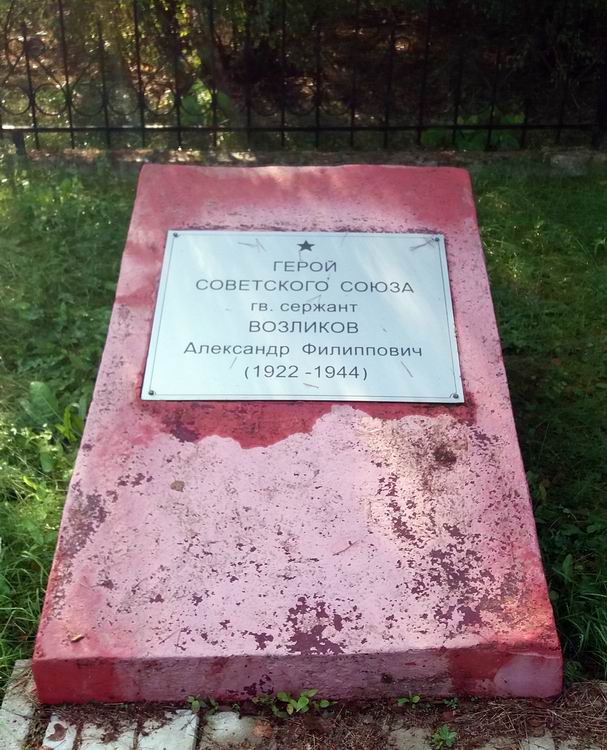 ГЕРОЙ
СОВЕТСКОГО СОЮЗА
гв. сержант
ВОЗЛИКОВ
Александр Филиппович
(1922 - 1944)